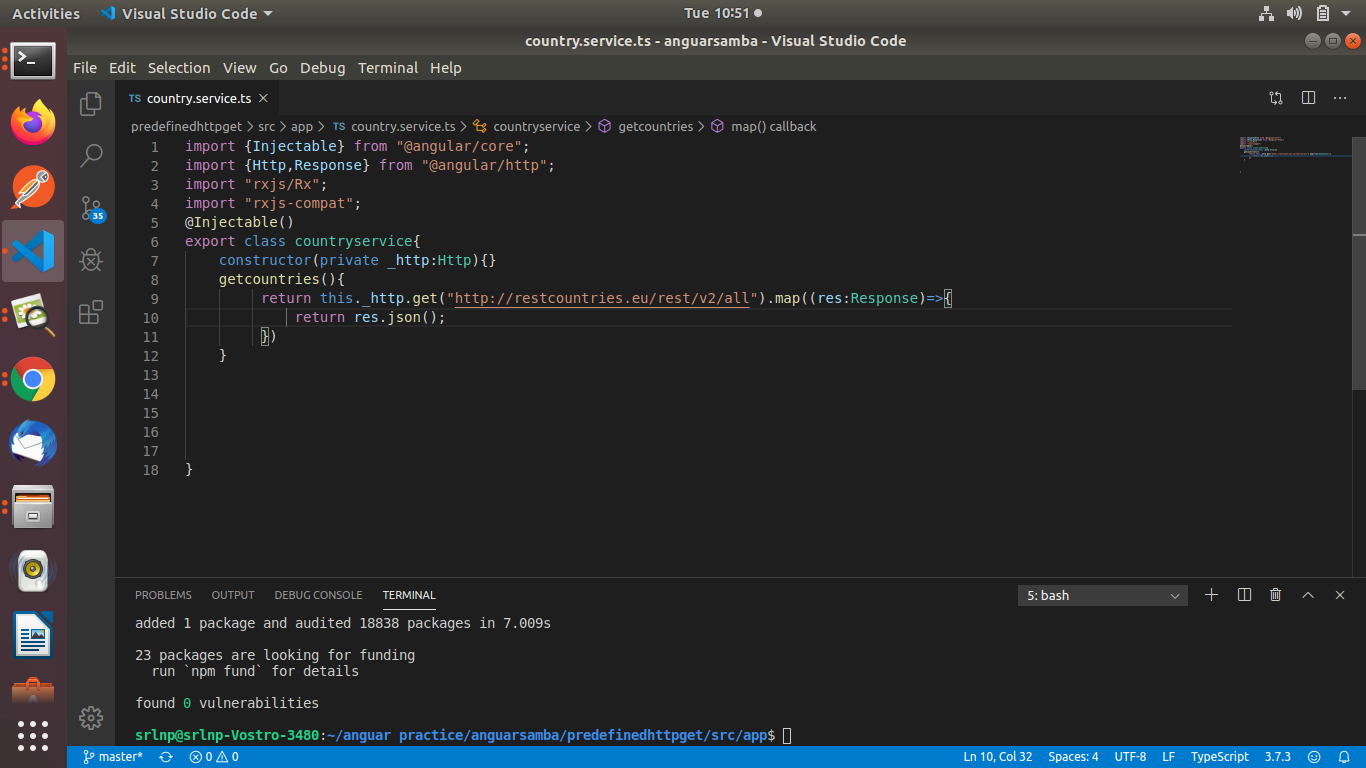 Activities Visual Studio Code Tue 10:51
country.service.ts - anguarsamba - Visual Studio Code
File Edit Selection View Go Debug Terminal Help
TS country.service.ts
predefinedhttpget > src > app > TS country.service.ts > countryservice > getcountries > map() callback
1 import {Injectable} from "@angular/core";
2 import {Http,Response} from "@angular/http";
3 import "rxjs/Rx";
4 import "rxjs-compat";
5 @Injectable()
6 export class countryservice{
7 constructor(private _http:Http){}
8 getcountries(){
9 return this._http.get("http://restcountries.eu/rest/v2/all").map((res:Response)=>{
10 return res.json();
11 })
12 }
13
14
15
16
17
18 }
35
PROBLEMS OUTPUT DEBUG CONSOLE TERMINAL 5: bash
added 1 package and audited 18838 packages in 7.009s
23 packages are looking for funding
run `npm fund` for details
found 0 vulnerabilities
srlnp@srlnp-Vostro-3480:~/anguar practice/anguarsamba/predefinedhttpget/src/app$
master* 0 0 Ln 10, Col 32 Spaces: 4 UTF-8 LF TypeScript 3.7.3